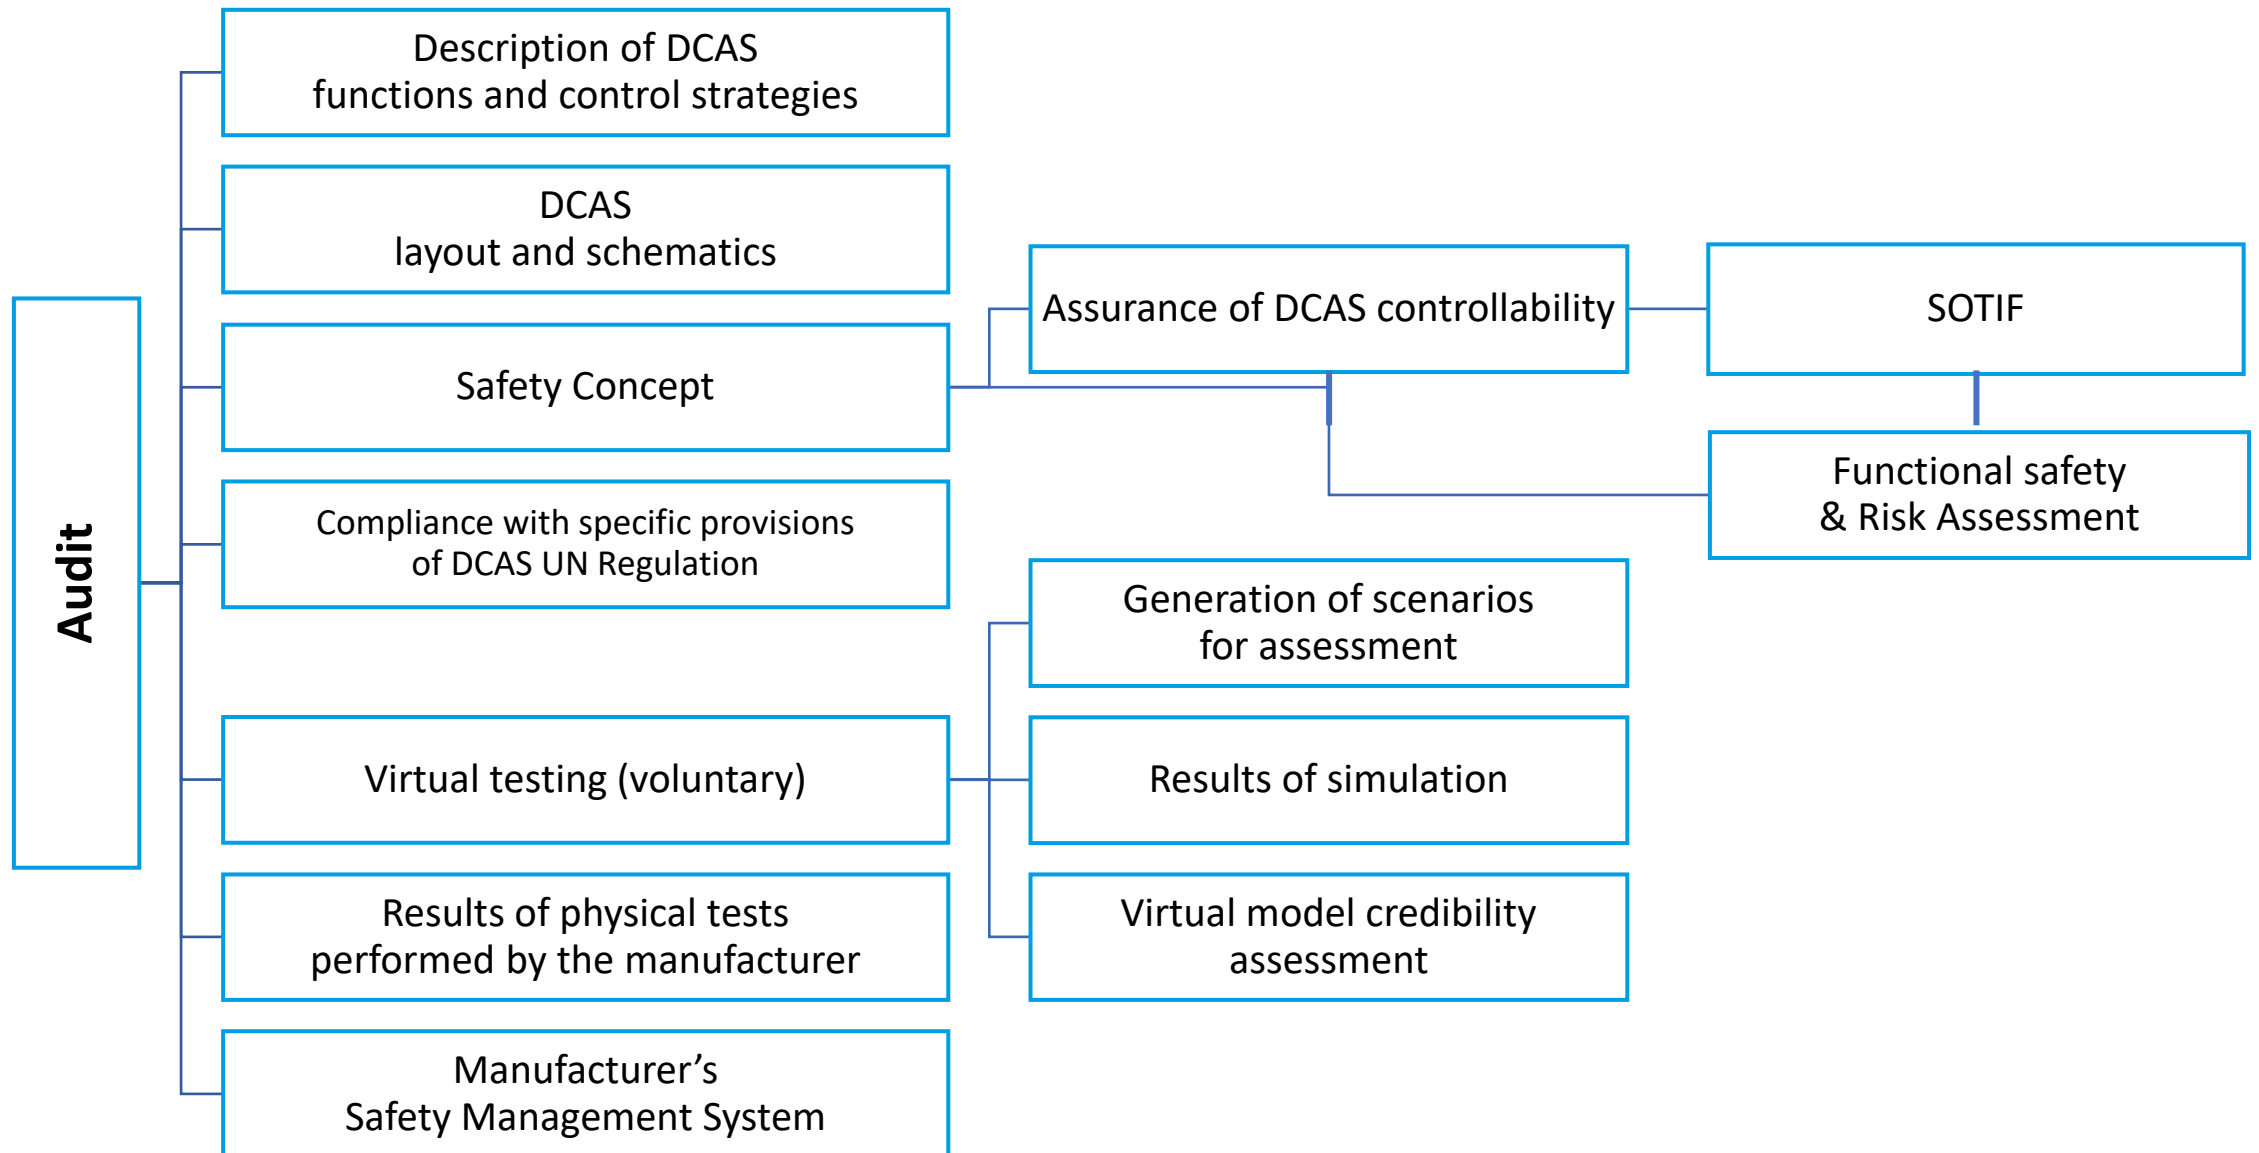 Audit
Description of DCAS
functions and control strategies
DCAS
layout and schematics
Safety Concept
Compliance with specific provisions
of DCAS UN Regulation
Virtual testing (voluntary)
Results of physical tests
performed by the manufacturer
Manufacturer’s
Safety Management System
Assurance of DCAS controllability
SOTIF
Functional safety
& Risk Assessment
Generation of scenarios
for assessment
Results of simulation
Virtual model credibility
assessment